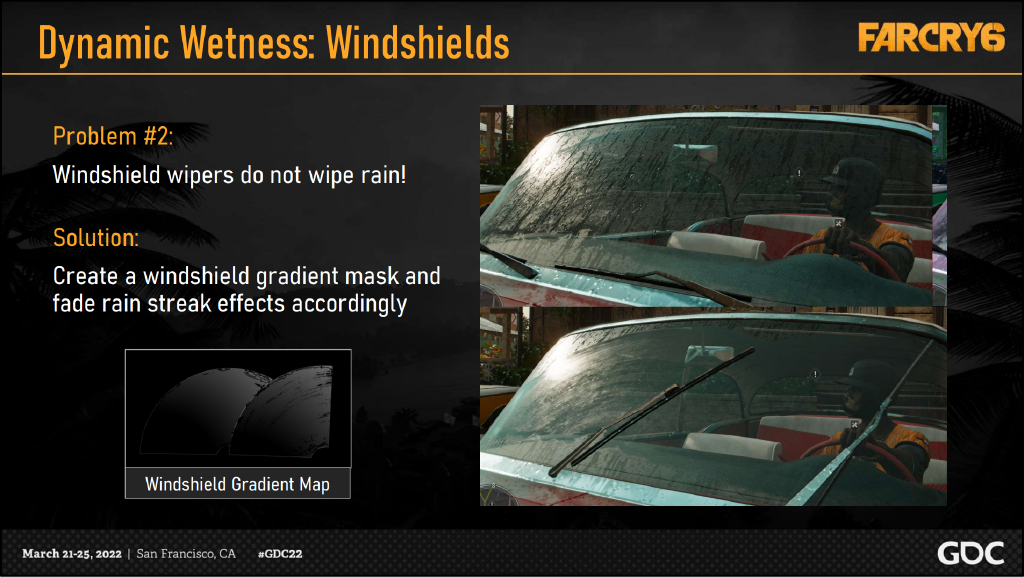 Dynamic Wetness: Windshields
FARCRY6
Problem #2:
Windshield wipers do not wipe rain!
Solution:
Create a windshield gradient mask and
fade rain streak effects accordingly
Windshield Gradient Map
March 21-25, 2022 | San Francisco, CA #GDC22
GDC